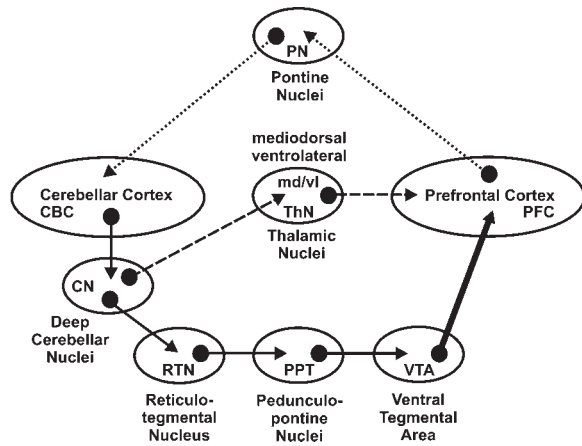 PN
Pontine
Nuclei
mediodorsal
ventrolateral
Cerebellar Cortex
CBC
md/vl
ThN
Thalamic
Nuclei
Prefrontal Cortex
PFC
CN
Deep
Cerebellar
Nuclei
RTN
PPT
VTA
Reticulo-
tegmental
Nucleus
Pedunculo-
pontine
Nuclei
Ventral
Tegmental
Area